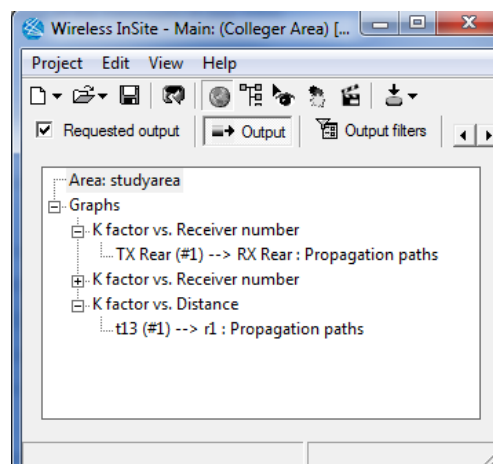 Wireless InSite - Main: (Colleger Area) [...
Project Edit View Help
Requested output Output Output filters
Area: studyarea
Graphs
K factor vs. Receiver number
TX Rear (#1) --> RX Rear : Propagation paths
K factor vs. Receiver number
K factor vs. Distance
t13 (#1) --> r1 : Propagation paths